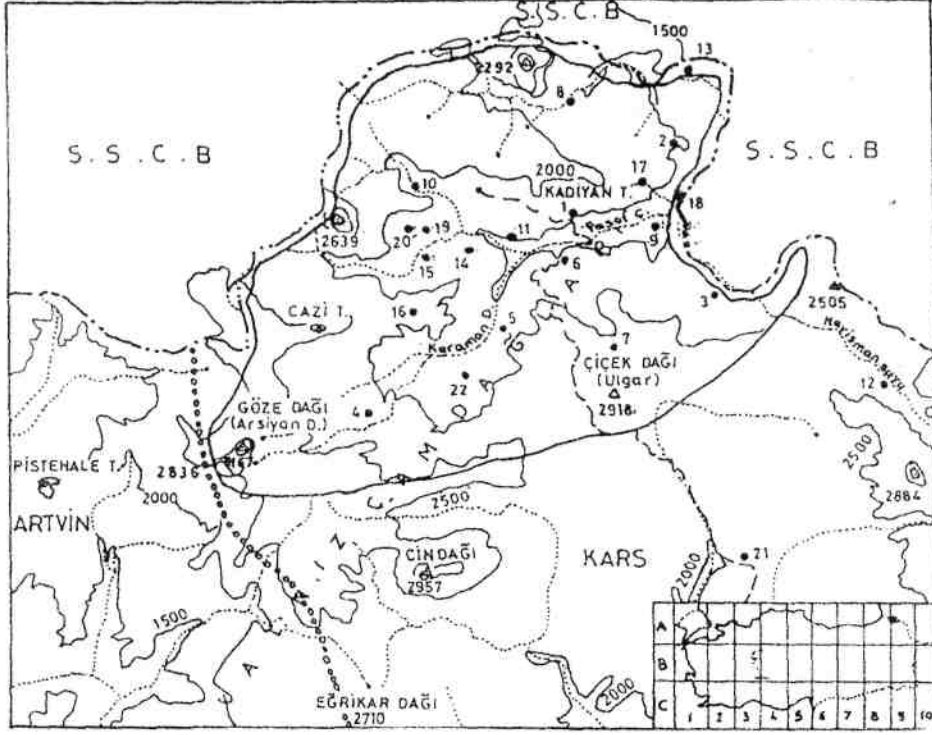 S.S.C.B
1500
13
2292
8
S.S.C.B
S.S.C.B
2
2000
17
10
KADIYAN T.
18
1
Posof Ç.
2639
20
19
11
9
15
14
6
3
2505
CAZİ T.
16
5
Karaman D.
7
ÇİÇEK DAĞI
(Ulgar)
2918
22
12
GÖZE DAĞI
(Arsiyan D.)
4
2836
PISTEHALE T.
2000
2500
2500
2884
ARTVİN
CİNDAĞI
2957
KARS
21
2000
1500
A
Z
G
M
A
Ğ
A
R
EĞRİKAR DAĞI
2710
2000
A
B
C
1 2 3 4 5 6 7 8 9 10